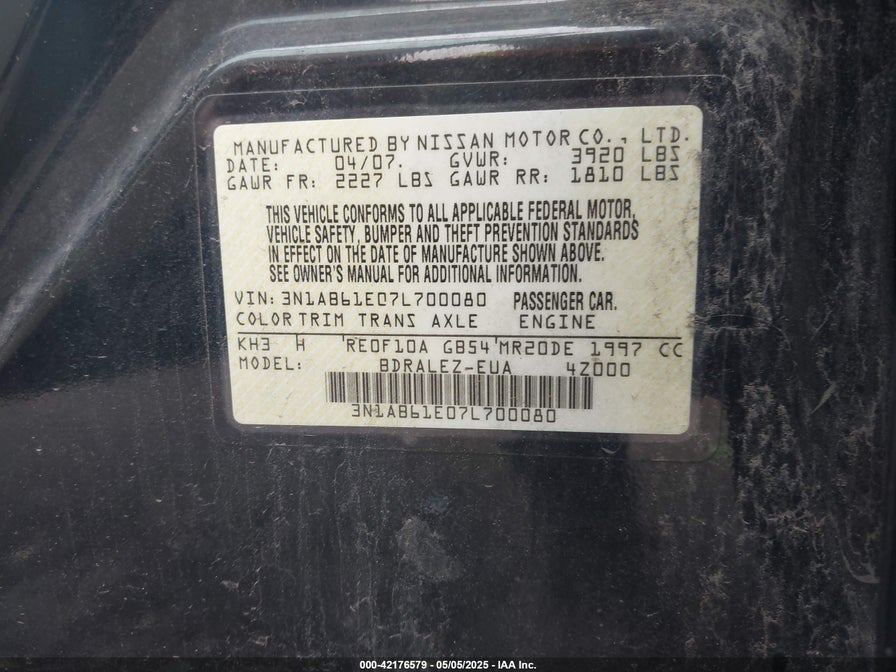 MANUFACTURED BY NISSAN MOTOR CO., LTD.
DATE: 04/07. GVWR: 3920 LBS
GAWR FR: 2227 LBS GAWR RR: 1810 LBS
THIS VEHICLE CONFORMS TO ALL APPLICABLE FEDERAL MOTOR,
VEHICLE SAFETY, BUMPER AND THEFT PREVENTION STANDARDS
IN EFFECT ON THE DATE OF MANUFACTURE SHOWN ABOVE.
SEE OWNER'S MANUAL FOR ADDITIONAL INFORMATION.
VIN: 3N1AB61E07L700080 PASSENGER CAR.
COLOR TRIM TRANS AXLE ENGINE
KH3 H RE0F10A GB54 MR20DE 1997 CC
MODEL: BDRALEZ-EUA 4Z000
3N1AB61E07L700080
000-42176579 - 05/05/2025 - IAA Inc.